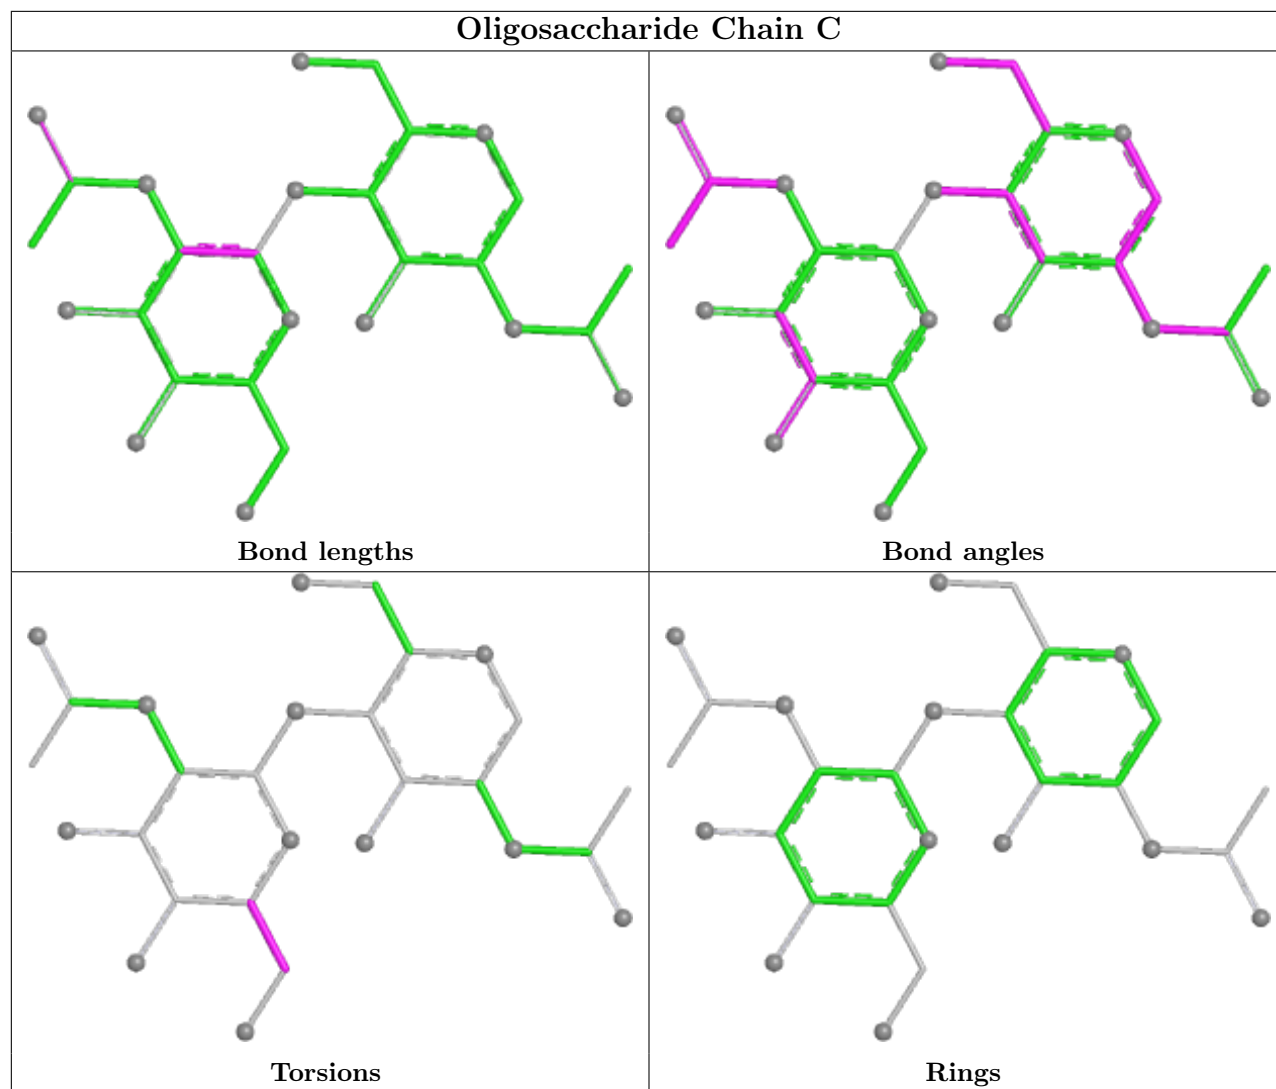 Oligosaccharide Chain C
Bond lengths
Bond angles
Torsions
Rings